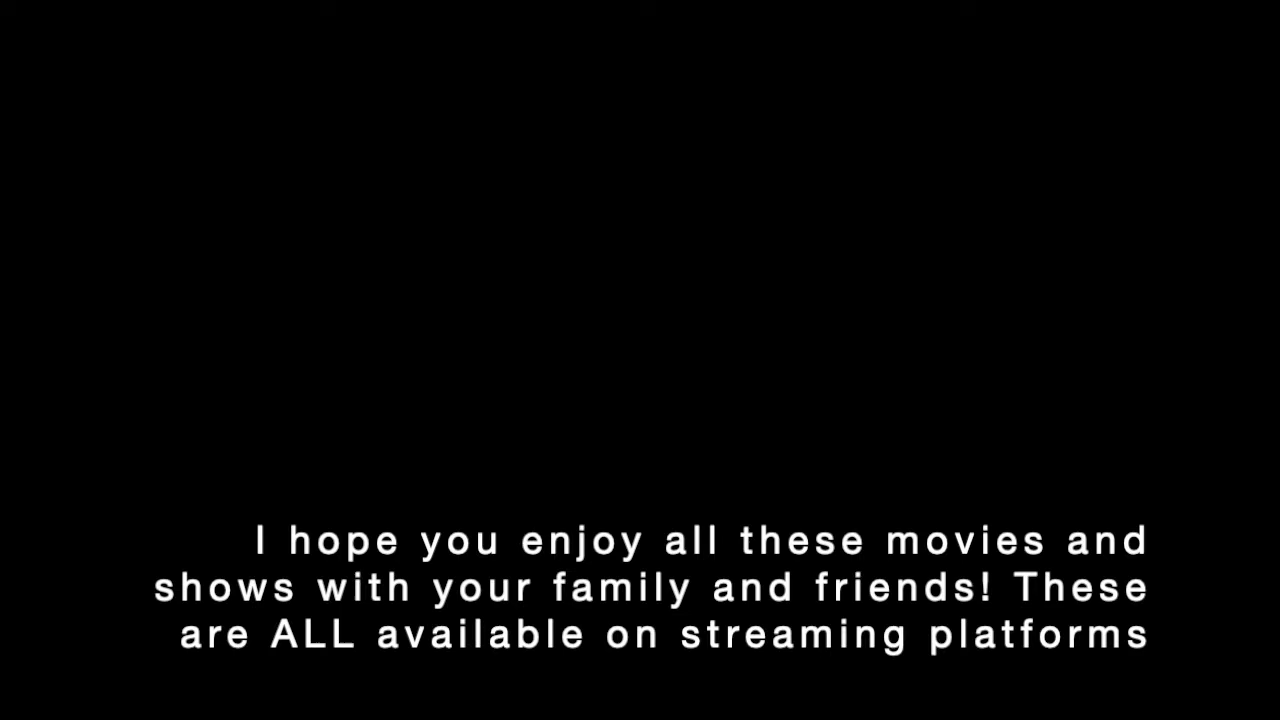 I hope you enjoy all these movies and
shows with your family and friends! These
are ALL available on streaming platforms